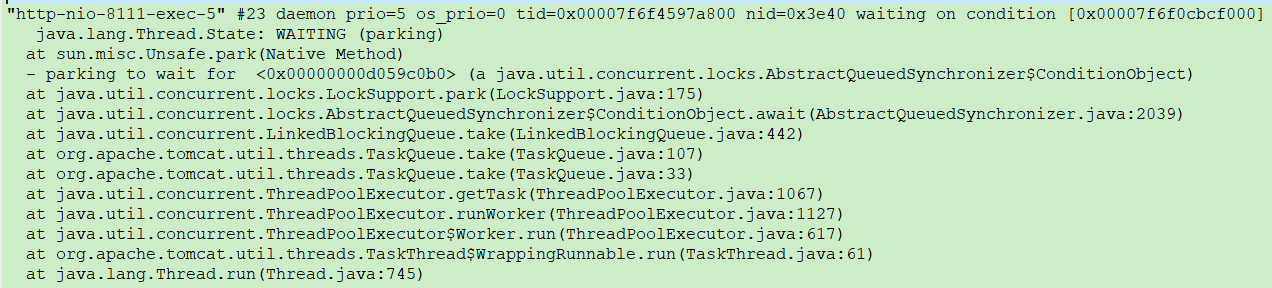 "http-nio-8111-exec-5" #23 daemon prio=5 os_prio=0 tid=0x00007f6f4597a800 nid=0x3e40 waiting on condition [0x00007f6f0cbcf000]
java.lang.Thread.State: WAITING (parking)
at sun.misc.Unsafe.park(Native Method)
- parking to wait for  <0x00000000d059c0b0> (a java.util.concurrent.locks.AbstractQueuedSynchronizer$ConditionObject)
at java.util.concurrent.locks.LockSupport.park(LockSupport.java:175)
at java.util.concurrent.locks.AbstractQueuedSynchronizer$ConditionObject.await(AbstractQueuedSynchronizer.java:2039)
at java.util.concurrent.LinkedBlockingQueue.take(LinkedBlockingQueue.java:442)
at org.apache.tomcat.util.threads.TaskQueue.take(TaskQueue.java:107)
at org.apache.tomcat.util.threads.TaskQueue.take(TaskQueue.java:33)
at java.util.concurrent.ThreadPoolExecutor.getTask(ThreadPoolExecutor.java:1067)
at java.util.concurrent.ThreadPoolExecutor.runWorker(ThreadPoolExecutor.java:1127)
at java.util.concurrent.ThreadPoolExecutor$Worker.run(ThreadPoolExecutor.java:617)
at org.apache.tomcat.util.threads.TaskThread$WrappingRunnable.run(TaskThread.java:61)
at java.lang.Thread.run(Thread.java:745)